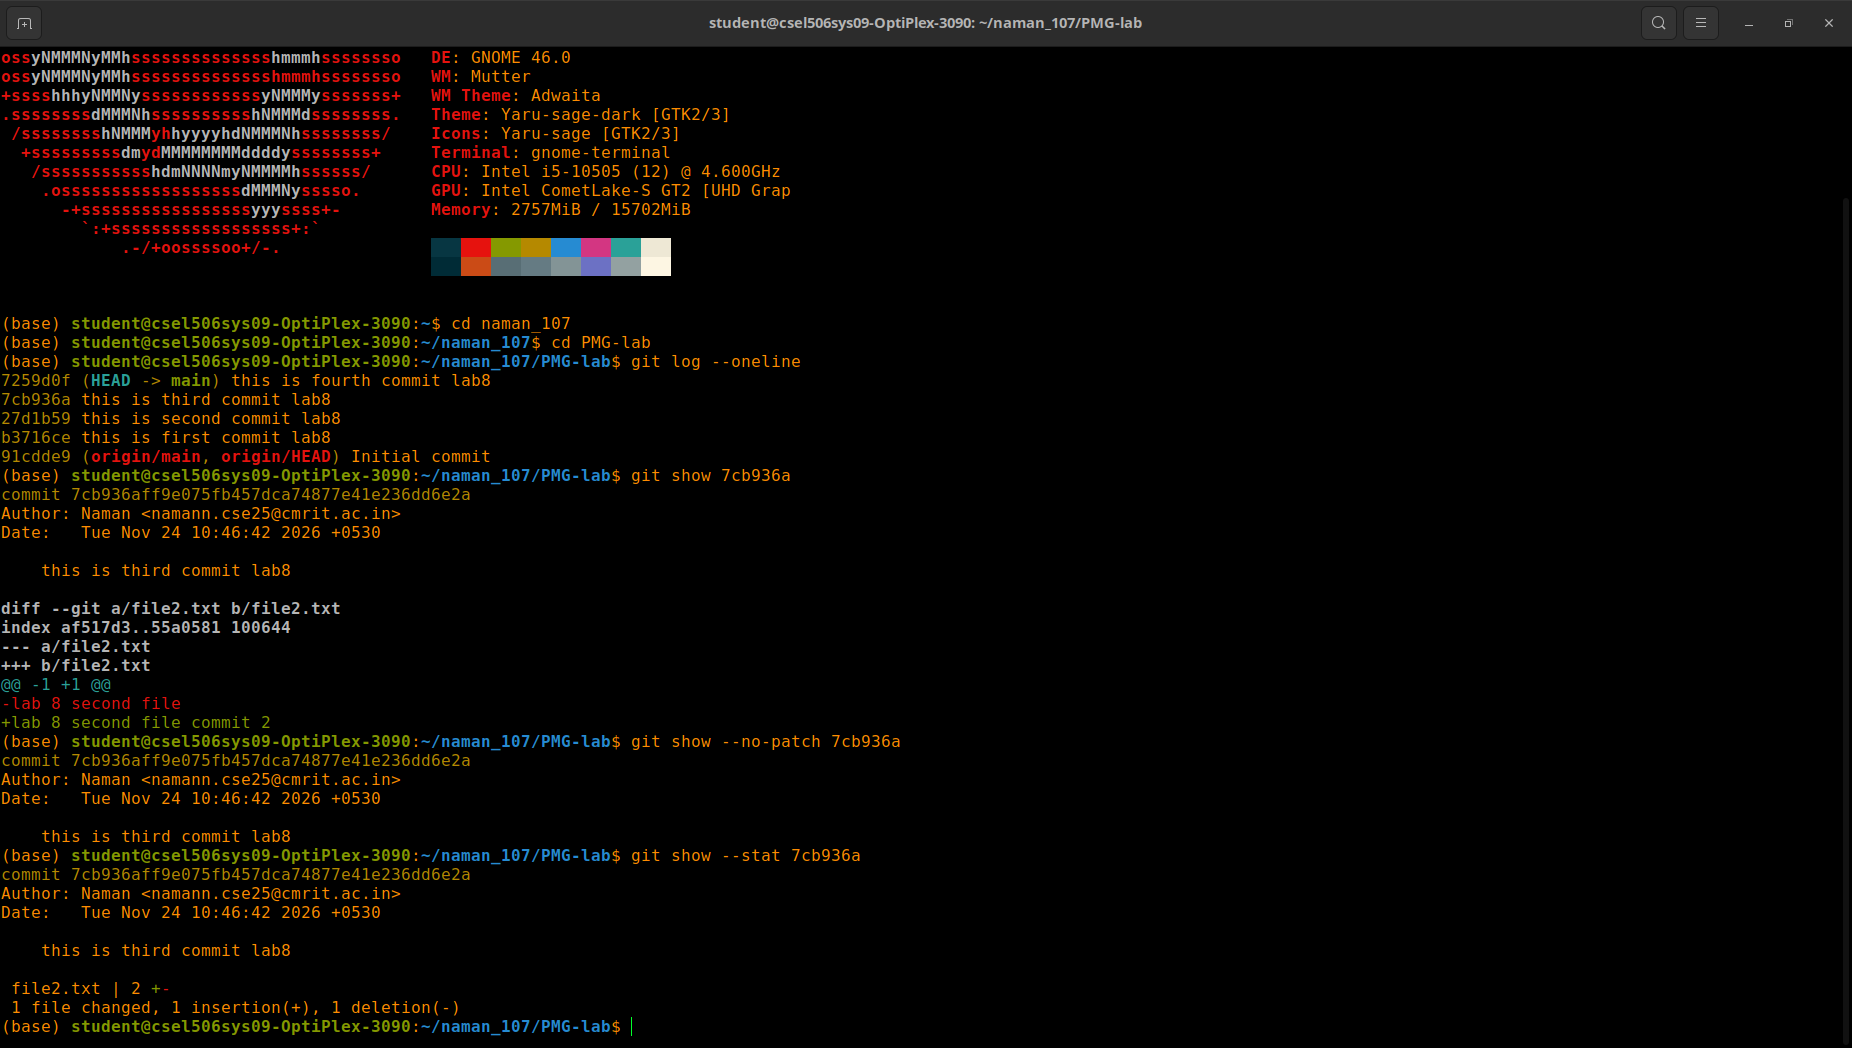 student@csel506sys09-OptiPlex-3090: ~/naman_107/PMG-lab
ossyNMMMNyMMhsssssssssssssshmmmhssssssso   DE: GNOME 46.0
ossyNMMMNyMMhsssssssssssssshmmmhssssssso   WM: Mutter
+sssshhhyNMMNyssssssssssssyNMMMysssssss+   WM Theme: Adwaita
.ssssssssdMMMNhsssssssssshNMMMdssssssss.   Theme: Yaru-sage-dark [GTK2/3]
 /sssssssshNMMMyhhyyyyhdNMMMNhssssssss/    Icons: Yaru-sage [GTK2/3]
  +sssssssssdmydMMMMMMMMddddyssssssss+     Terminal: gnome-terminal
   /ssssssssssshdmNNNNmyNMMMMhssssss/      CPU: Intel i5-10505 (12) @ 4.600GHz
    .ossssssssssssssssssdMMMNysssso.       GPU: Intel CometLake-S GT2 [UHD Grap
      -+sssssssssssssssssyyyssss+-         Memory: 2757MiB / 15702MiB
        `:+ssssssssssssssssss+:`
            .-/+oossssoo+/-.
(base) student@csel506sys09-OptiPlex-3090:~$ cd naman_107
(base) student@csel506sys09-OptiPlex-3090:~/naman_107$ cd PMG-lab
(base) student@csel506sys09-OptiPlex-3090:~/naman_107/PMG-lab$ git log --oneline
7259d0f (HEAD -> main) this is fourth commit lab8
7cb936a this is third commit lab8
27d1b59 this is second commit lab8
b3716ce this is first commit lab8
91cdde9 (origin/main, origin/HEAD) Initial commit
(base) student@csel506sys09-OptiPlex-3090:~/naman_107/PMG-lab$ git show 7cb936a
commit 7cb936aff9e075fb457dca74877e41e236dd6e2a
Author: Naman <namann.cse25@cmrit.ac.in>
Date:   Tue Nov 24 10:46:42 2026 +0530
    this is third commit lab8
diff --git a/file2.txt b/file2.txt
index af517d3..55a0581 100644
--- a/file2.txt
+++ b/file2.txt
@@ -1 +1 @@
-lab 8 second file
+lab 8 second file commit 2
(base) student@csel506sys09-OptiPlex-3090:~/naman_107/PMG-lab$ git show --no-patch 7cb936a
commit 7cb936aff9e075fb457dca74877e41e236dd6e2a
Author: Naman <namann.cse25@cmrit.ac.in>
Date:   Tue Nov 24 10:46:42 2026 +0530
    this is third commit lab8
(base) student@csel506sys09-OptiPlex-3090:~/naman_107/PMG-lab$ git show --stat 7cb936a
commit 7cb936aff9e075fb457dca74877e41e236dd6e2a
Author: Naman <namann.cse25@cmrit.ac.in>
Date:   Tue Nov 24 10:46:42 2026 +0530
    this is third commit lab8
 file2.txt | 2 +-
 1 file changed, 1 insertion(+), 1 deletion(-)
(base) student@csel506sys09-OptiPlex-3090:~/naman_107/PMG-lab$